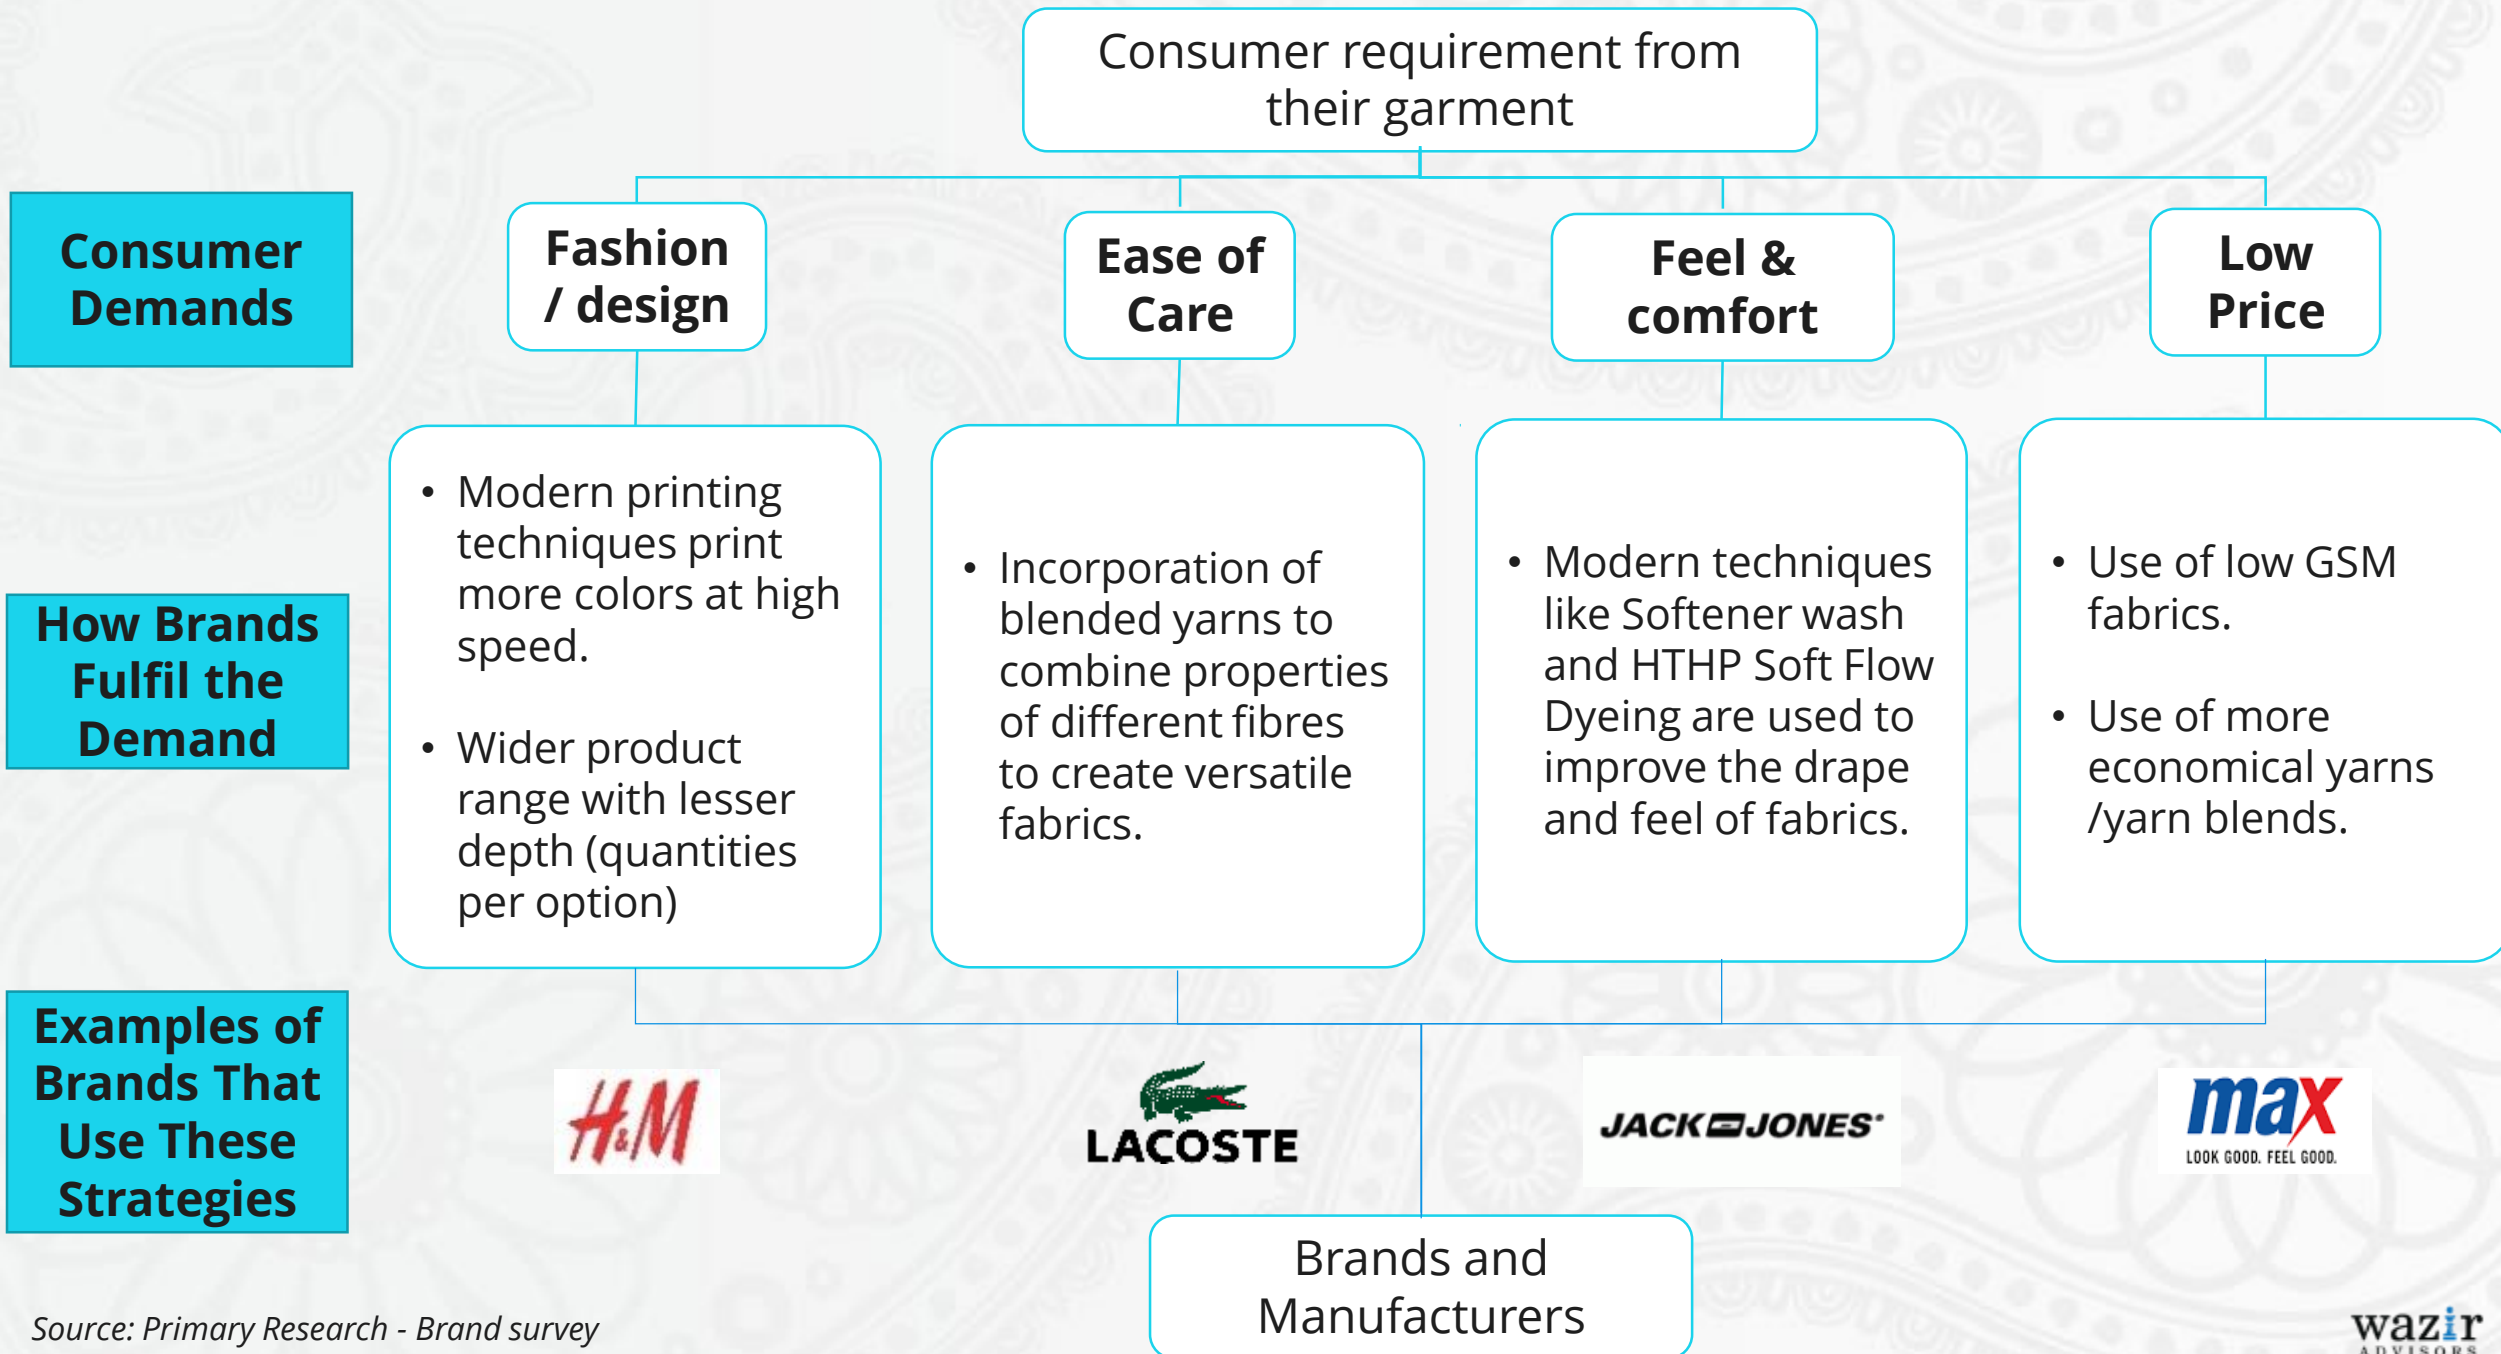 Consumer requirement from
their garment
Consumer
Demands
Fashion
/ design
Ease of
Care
Feel &
comfort
Low
Price
How Brands
Fulfil the
Demand
• Modern printing
techniques print
more colors at high
speed.
• Wider product
range with lesser
depth (quantities
per option)
• Incorporation of
blended yarns to
combine properties
of different fibres
to create versatile
fabrics.
• Modern techniques
like Softener wash
and HTHP Soft Flow
Dyeing are used to
improve the drape
and feel of fabrics.
• Use of low GSM
fabrics.
• Use of more
economical yarns
/yarn blends.
Examples of
Brands That
Use These
Strategies
H&M
LACOSTE
JACK JONES
max
LOOK GOOD. FEEL GOOD.
Brands and
Manufacturers
Source: Primary Research - Brand survey
wazir
ADVISORS